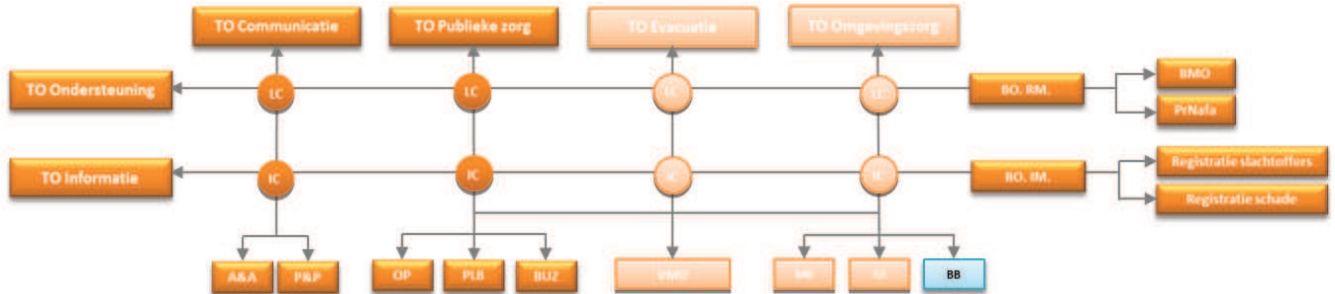 TO Communicatie
TO Publieke zorg
TO Evacuatie
TO Omgevingszorg
BMO
TO Ondersteuning
LC
LC
LC
LC
BO. RM.
PrNafa
Registratie slachtoffers
TO Informatie
IC
IC
IC
IC
BO. IM.
Registratie schade
A&A
P&P
OP
PLB
BUZ
BB